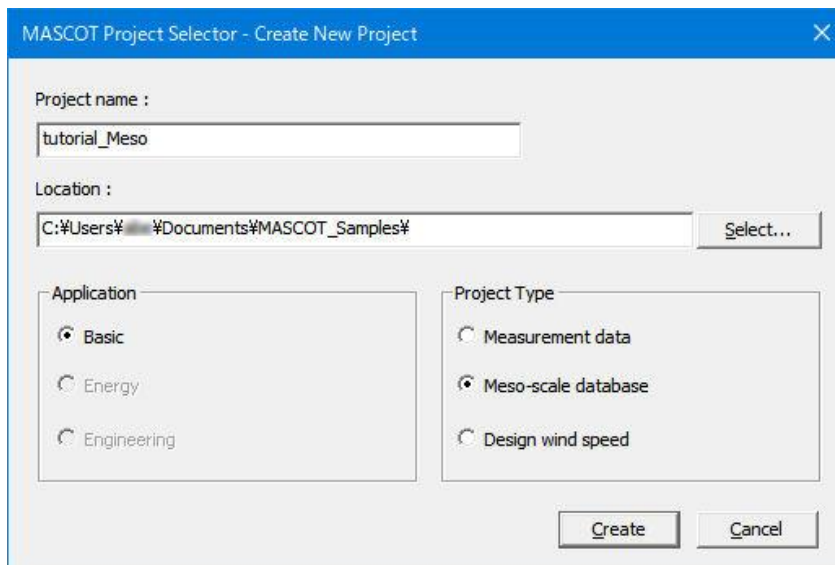 MASCOT Project Selector - Create New Project
Project name :
tutorial_Meso
Location :
C:¥Users¥ ¥Documents¥MASCOT_Samples¥
Select...
Application
Basic
Energy
Engineering
Project Type
Measurement data
Meso-scale database
Design wind speed
Create
Cancel